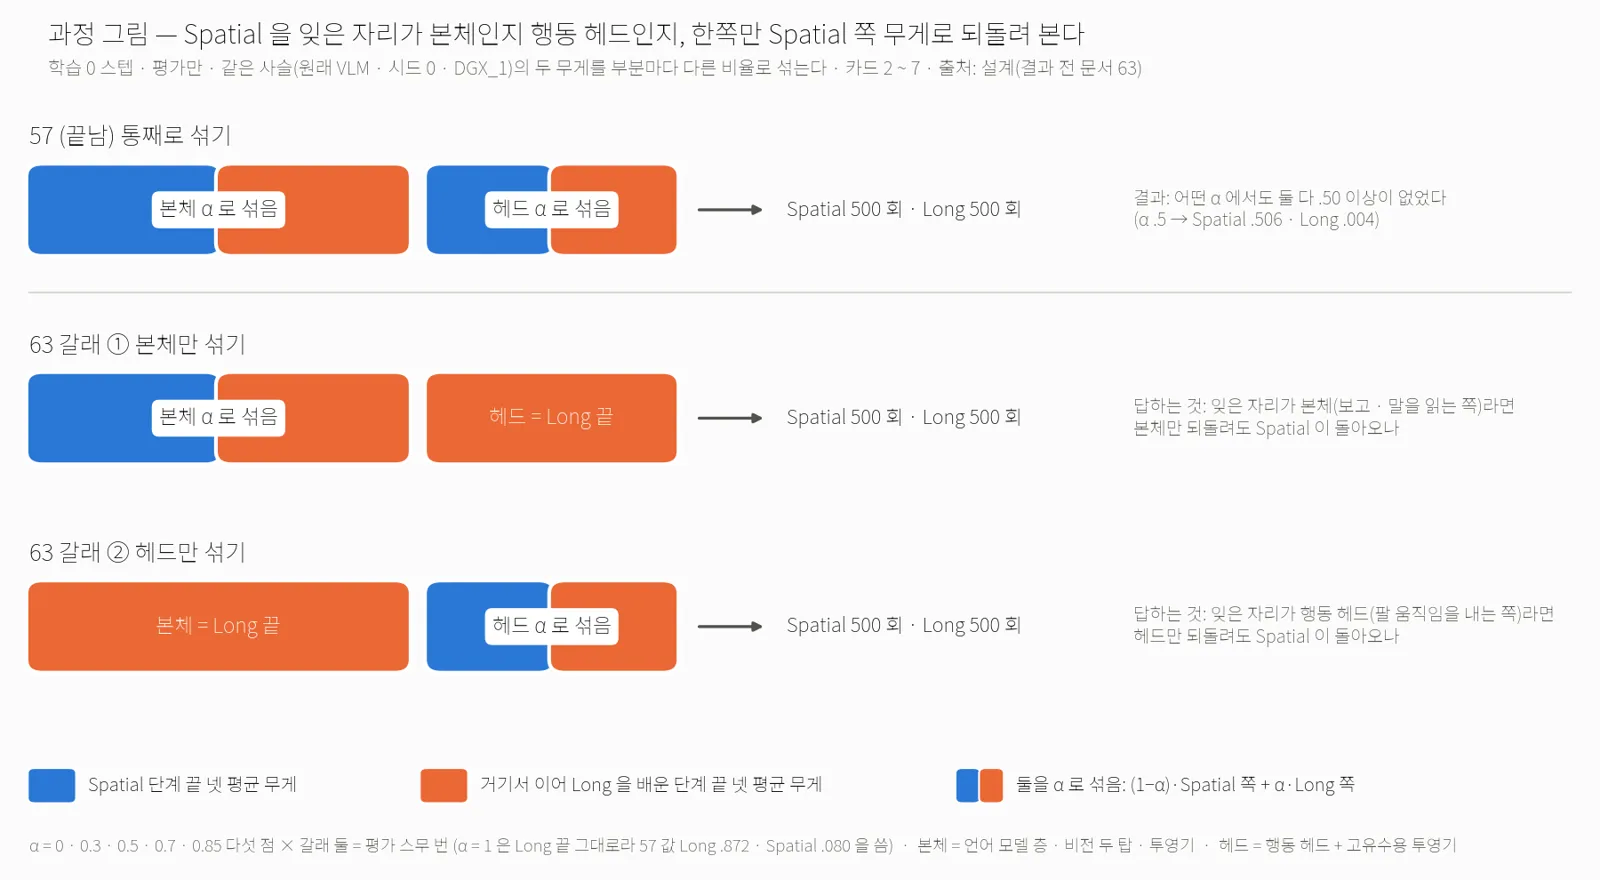 과정 그림 — Spatial 을 잊은 자리가 본체인지 행동 헤드인지, 한쪽만 Spatial 쪽 무게로 되돌려 본다
학습 0 스텝 · 평가만 · 같은 사슬(원래 VLM · 시드 0 · DGX_1)의 두 무게를 부분마다 다른 비율로 섞는다 · 카드 2 ~ 7 · 출처: 설계(결과 전 문서 63)
57 (끝남) 통째로 섞기
본체 α 로 섞음
헤드 α 로 섞음
Spatial 500 회 · Long 500 회
결과: 어떤 α 에서도 둘 다 .50 이상이 없었다
(α .5 → Spatial .506 · Long .004)
63 갈래 ① 본체만 섞기
본체 α 로 섞음
헤드 = Long 끝
Spatial 500 회 · Long 500 회
답하는 것: 잊은 자리가 본체(보고 · 말을 읽는 쪽)라면
본체만 되돌려도 Spatial 이 돌아오나
63 갈래 ② 헤드만 섞기
본체 = Long 끝
헤드 α 로 섞음
Spatial 500 회 · Long 500 회
답하는 것: 잊은 자리가 행동 헤드(팔 움직임을 내는 쪽)라면
헤드만 되돌려도 Spatial 이 돌아오나
Spatial 단계 끝 넷 평균 무게
거기서 이어 Long 을 배운 단계 끝 넷 평균 무게
둘을 α 로 섞음: (1−α)·Spatial 쪽 + α·Long 쪽
α = 0 · 0.3 · 0.5 · 0.7 · 0.85 다섯 점 × 갈래 둘 = 평가 스무 번 (α = 1 은 Long 끝 그대로라 57 값 Long .872 · Spatial .080 을 씀) · 본체 = 언어 모델 층 · 비전 두 탑 · 투영기 · 헤드 = 행동 헤드 + 고유수용 투영기